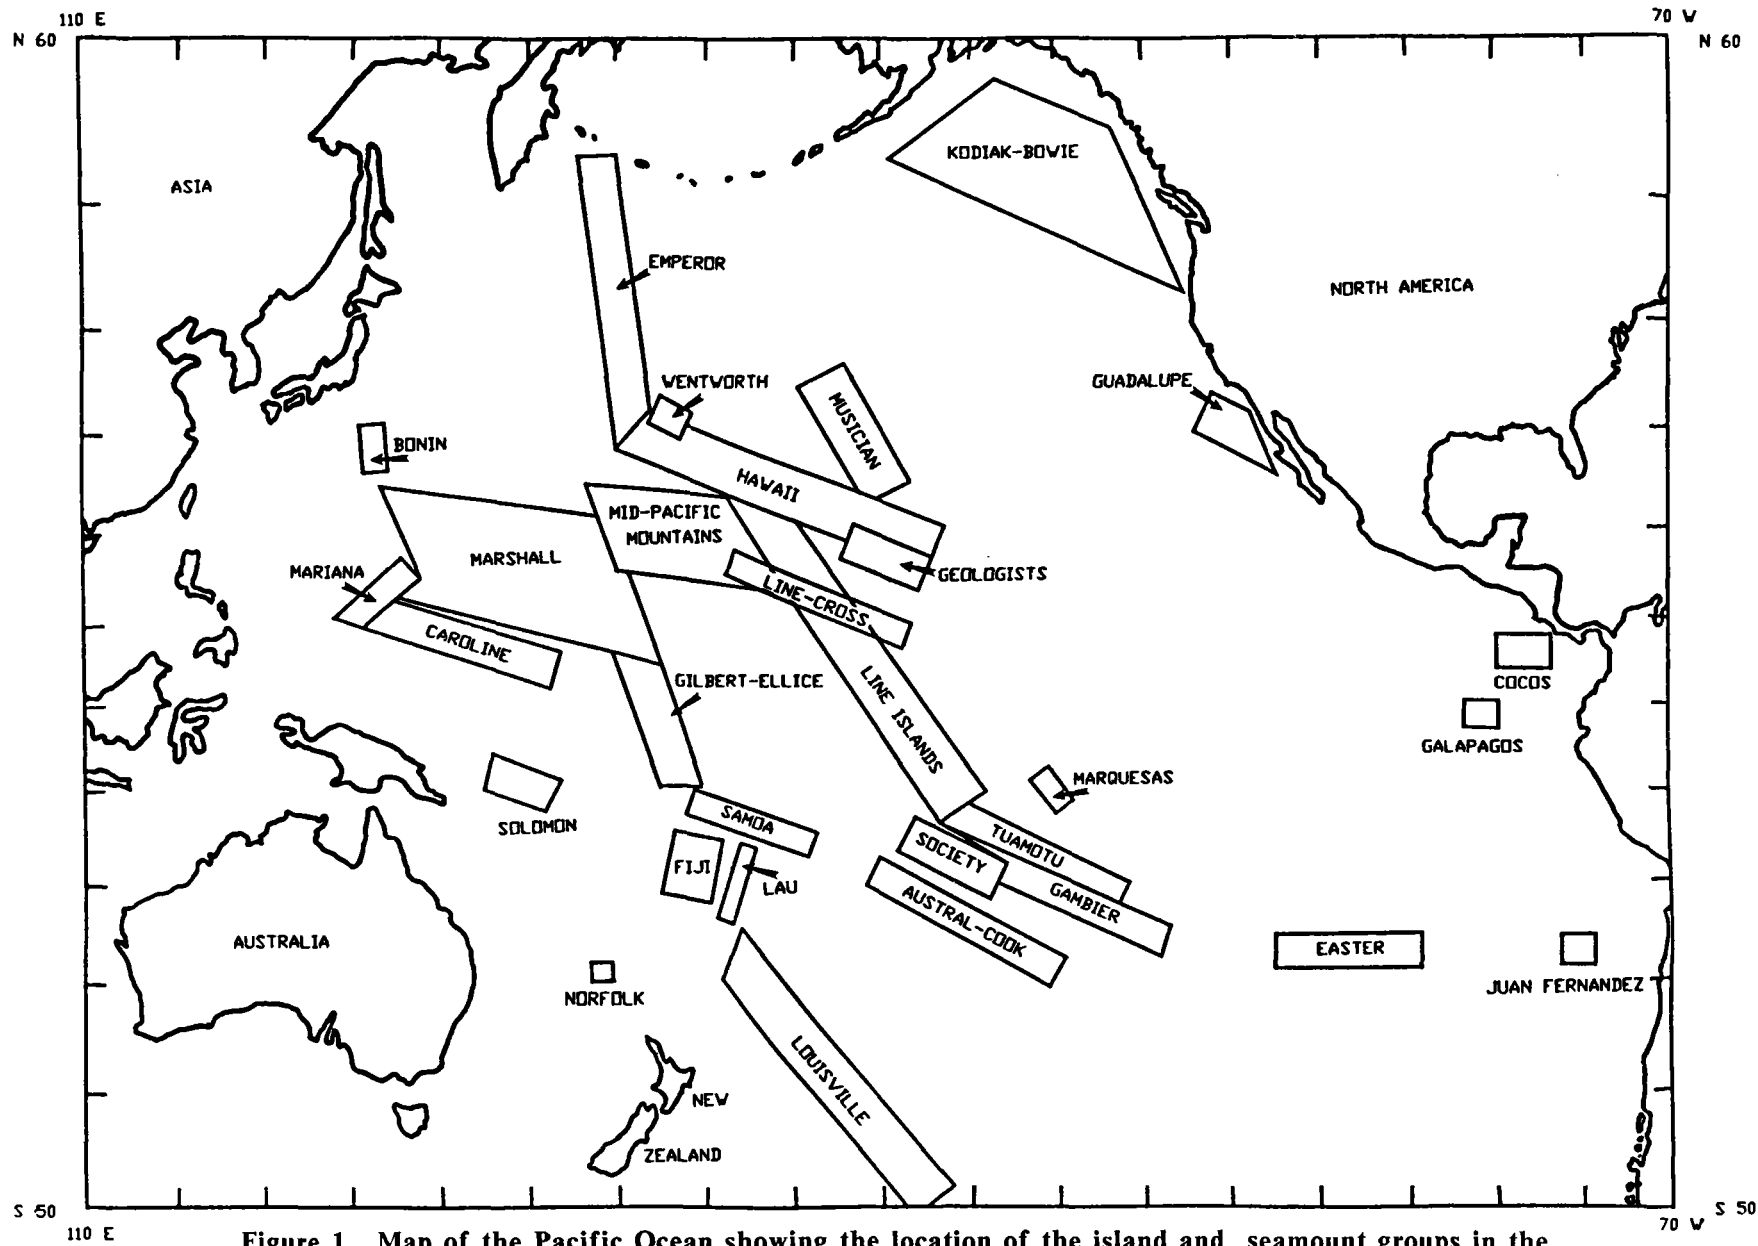 110 E
70 W
N 60
N 60
KODIAK-BOWIE
ASIA
EMPEROR
NORTH AMERICA
WENTWORTH
GUADALUPE
MUSICIAN
BONIN
HAWAII
MID-PACIFIC
MOUNTAINS
MARSHALL
MARIANA
GEOLOGISTS
LINE-CROSS
CAROLINE
GILBERT-ELLICE
LINE ISLANDS
COCOS
GALAPAGOS
MARQUESAS
SOLOMON
SAMOA
TUAMOTU
SOCIETY
FIJI
LAU
GAMBIER
AUSTRAL-COOK
AUSTRALIA
EASTER
NORFOLK
JUAN FERNANDEZ
LOUISVILLE
NEW
ZEALAND
S 50
S 50
110 E
70 W
Figure 1. Map of the Pacific Ocean showing the location of the island and seamount groups in the